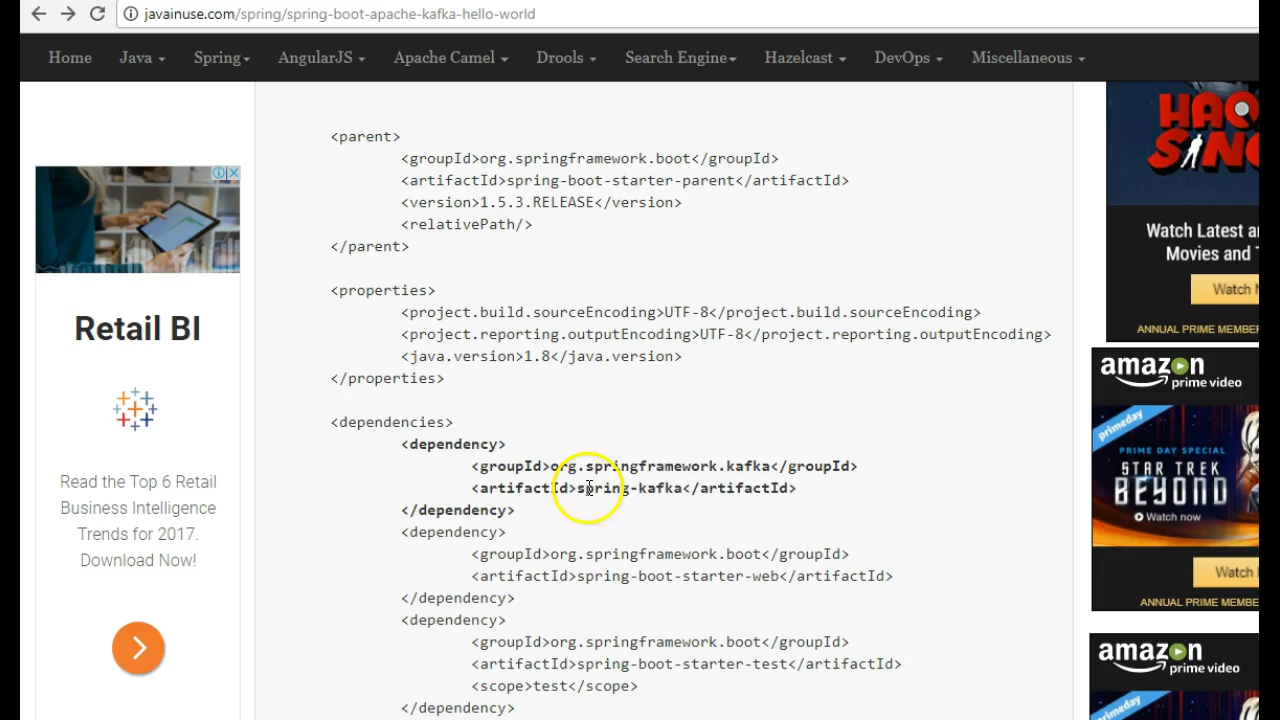 javainuse.com/spring/spring-boot-apache-kafka-hello-world
Home Java Spring AngularJS Apache Camel Drools Search Engine Hazelcast DevOps Miscellaneous
<parent>
<groupId>org.springframework.boot</groupId>
<artifactId>spring-boot-starter-parent</artifactId>
<version>1.5.3.RELEASE</version>
<relativePath/>
</parent>
<properties>
<project.build.sourceEncoding>UTF-8</project.build.sourceEncoding>
<project.reporting.outputEncoding>UTF-8</project.reporting.outputEncoding>
<java.version>1.8</java.version>
</properties>
<dependencies>
<dependency>
<groupId>org.springframework.kafka</groupId>
<artifactId>spring-kafka</artifactId>
</dependency>
<dependency>
<groupId>org.springframework.boot</groupId>
<artifactId>spring-boot-starter-web</artifactId>
</dependency>
<dependency>
<groupId>org.springframework.boot</groupId>
<artifactId>spring-boot-starter-test</artifactId>
<scope>test</scope>
</dependency>
Retail BI
Read the Top 6 Retail
Business Intelligence
Trends for 2017.
Download Now!
Watch Latest
Movies and
Watch
ANNUAL PRIME MEMBER
amazon
prime video
primeday
PRIME DAY SPECIAL
STAR TREK
BEYOND
Watch now
Watch
ANNUAL PRIME MEMBE
amazon
prime video